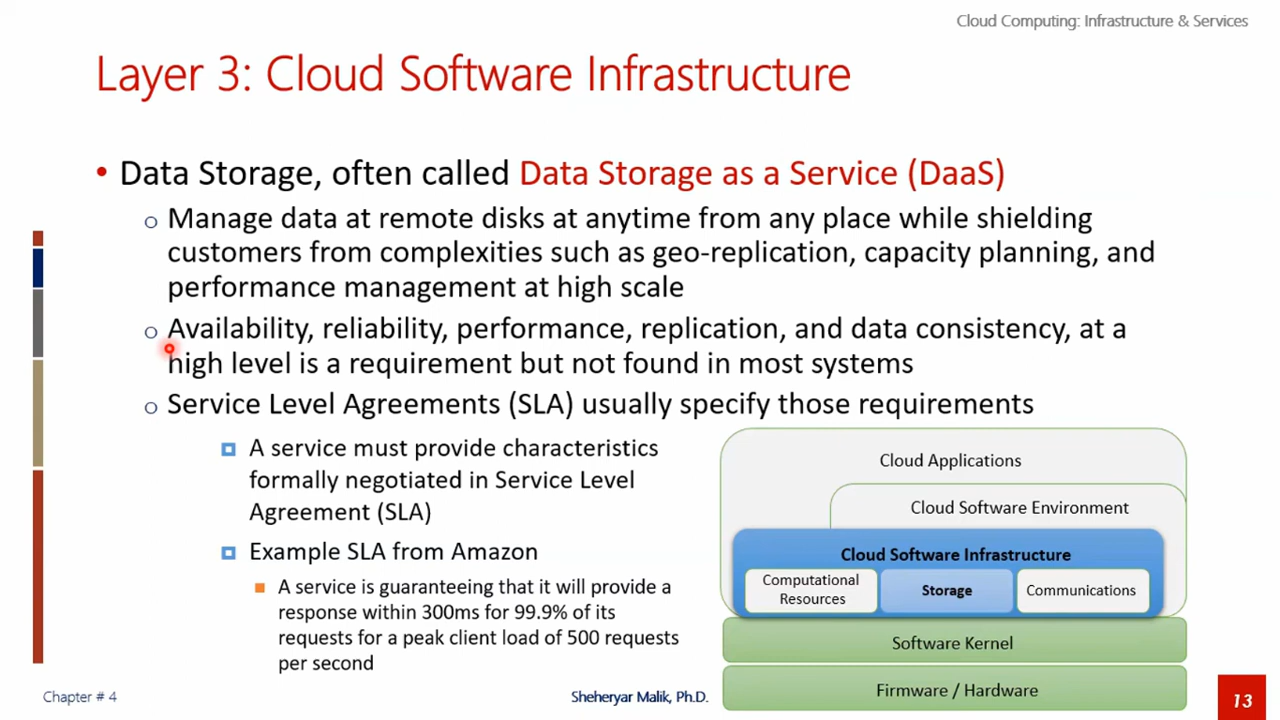 Cloud Computing: Infrastructure & Services
Layer 3: Cloud Software Infrastructure
• Data Storage, often called Data Storage as a Service (DaaS)
o Manage data at remote disks at anytime from any place while shielding
customers from complexities such as geo-replication, capacity planning, and
performance management at high scale
o Availability, reliability, performance, replication, and data consistency, at a
high level is a requirement but not found in most systems
o Service Level Agreements (SLA) usually specify those requirements
A service must provide characteristics
formally negotiated in Service Level
Agreement (SLA)
Example SLA from Amazon
A service is guaranteeing that it will provide a
response within 300ms for 99.9% of its
requests for a peak client load of 500 requests
per second
Cloud Applications
Cloud Software Environment
Cloud Software Infrastructure
Computational
Resources
Storage
Communications
Software Kernel
Firmware / Hardware
Chapter # 4
Sheheryar Malik, Ph.D.
13